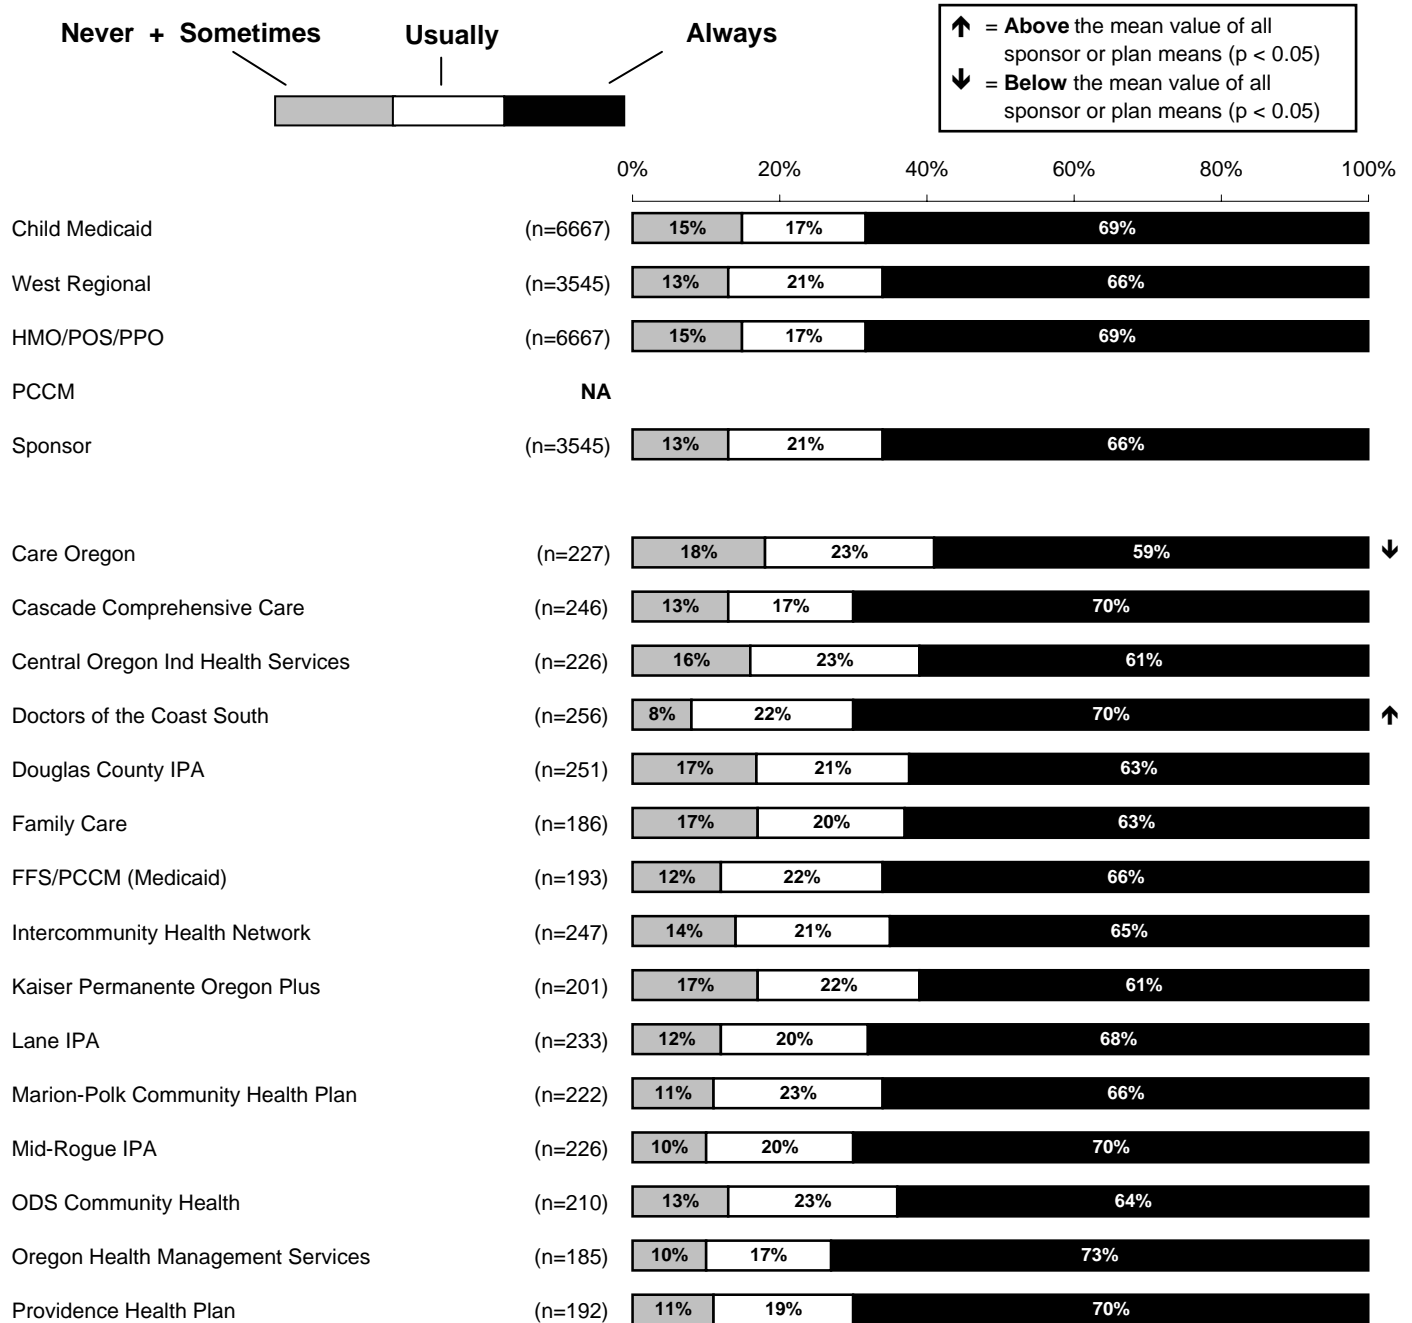 Never + Sometimes Usually Always
↑ = Above the mean value of all
sponsor or plan means (p < 0.05)
↓ = Below the mean value of all
sponsor or plan means (p < 0.05)
0% 20% 40% 60% 80% 100%
Child Medicaid (n=6667) 15% 17% 69%
West Regional (n=3545) 13% 21% 66%
HMO/POS/PPO (n=6667) 15% 17% 69%
PCCM NA
Sponsor (n=3545) 13% 21% 66%
Care Oregon (n=227) 18% 23% 59% ↓
Cascade Comprehensive Care (n=246) 13% 17% 70%
Central Oregon Ind Health Services (n=226) 16% 23% 61%
Doctors of the Coast South (n=256) 8% 22% 70% ↑
Douglas County IPA (n=251) 17% 21% 63%
Family Care (n=186) 17% 20% 63%
FFS/PCCM (Medicaid) (n=193) 12% 22% 66%
Intercommunity Health Network (n=247) 14% 21% 65%
Kaiser Permanente Oregon Plus (n=201) 17% 22% 61%
Lane IPA (n=233) 12% 20% 68%
Marion-Polk Community Health Plan (n=222) 11% 23% 66%
Mid-Rogue IPA (n=226) 10% 20% 70%
ODS Community Health (n=210) 13% 23% 64%
Oregon Health Management Services (n=185) 10% 17% 73%
Providence Health Plan (n=192) 11% 19% 70%